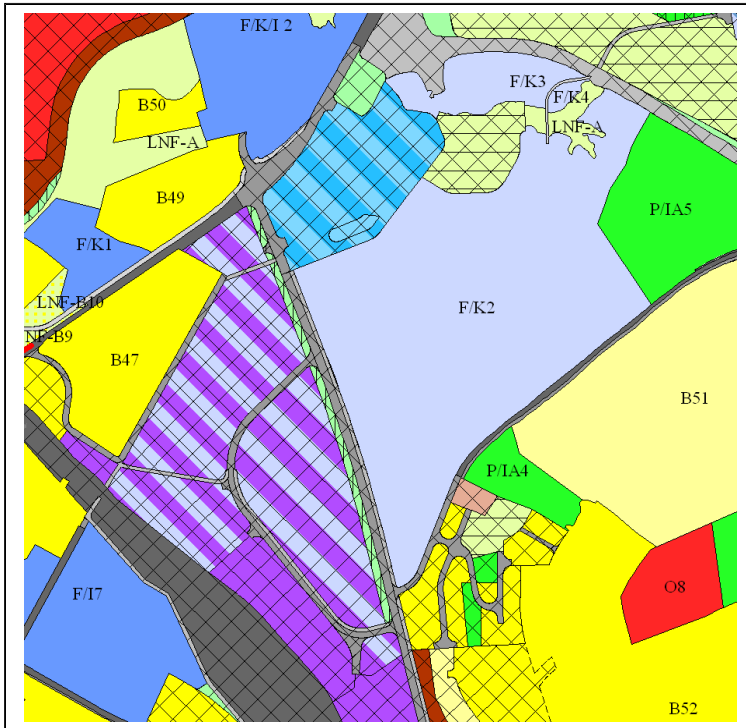 F/K/I 2
F/K3
B50
F/K4
LNF-A
LNF-A
B49
P/IA5
F/K1
LNF-B10
F/K2
NF-B9
B47
B51
P/IA4
F/I7
O8
B52